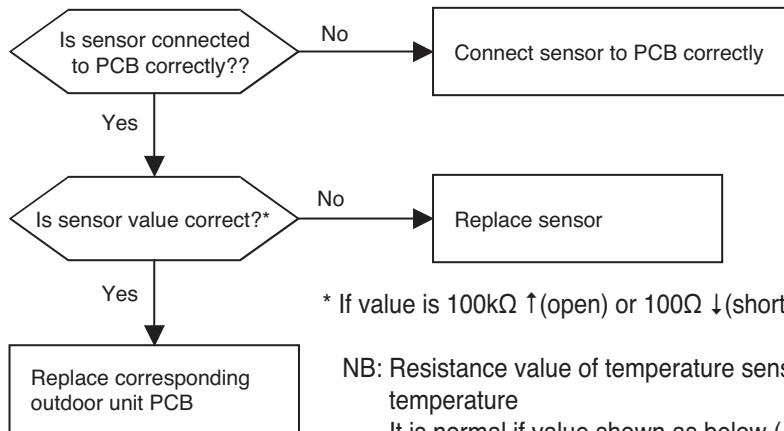 Is sensor connected
to PCB correctly??
No
Connect sensor to PCB correctly
Yes
Is sensor value correct?*
No
Replace sensor
Yes
* If value is 100kΩ ↑(open) or 100Ω ↓(short
Replace corresponding
outdoor unit PCB
NB: Resistance value of temperature
temperature
It is normal if value shown as below (